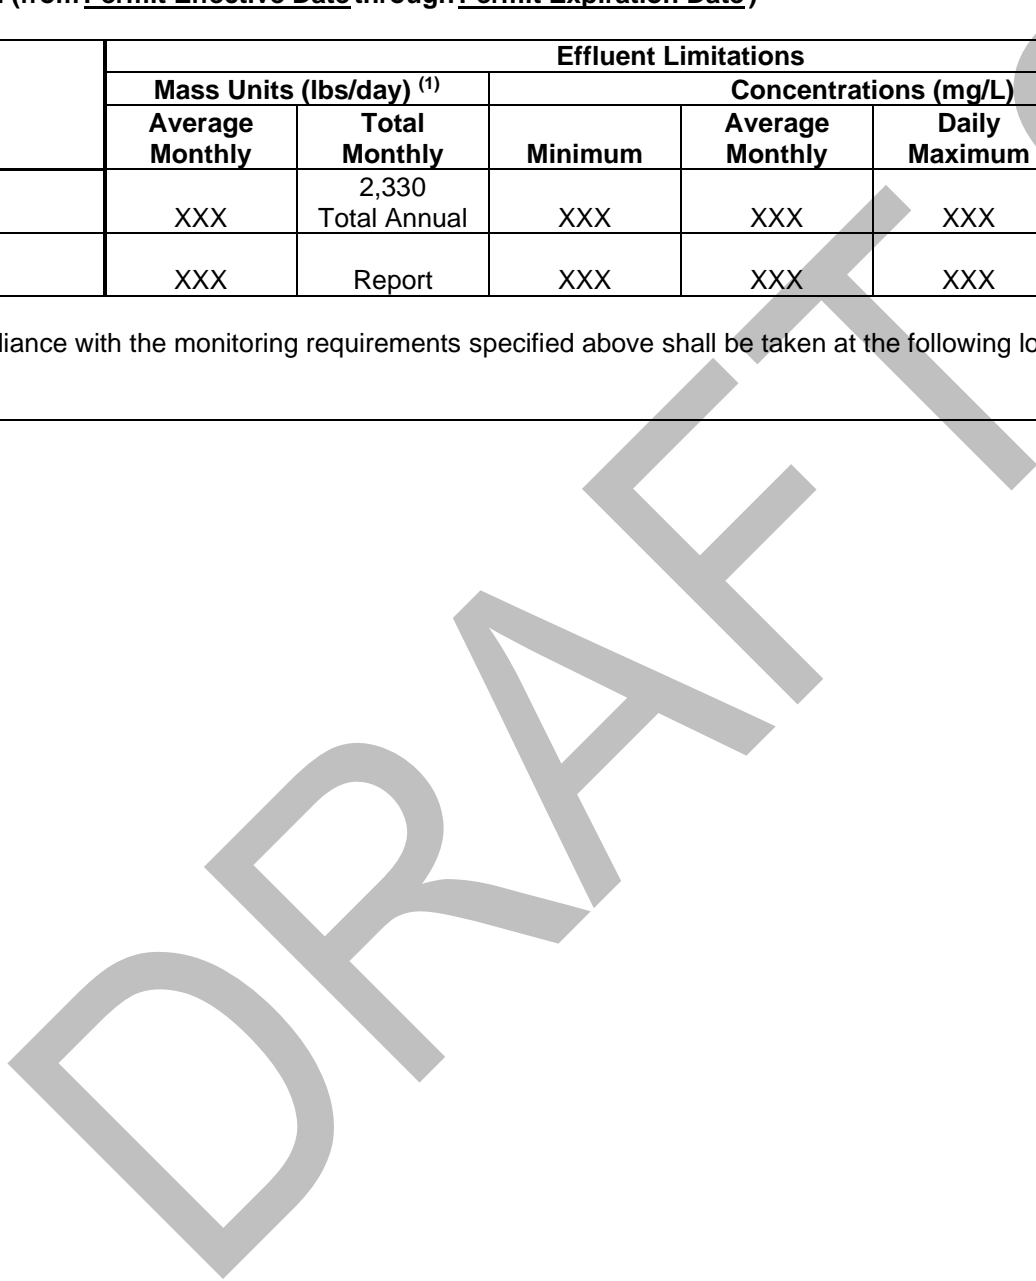 (from Permit Effective Date through Permit Expiration Date)
Effluent Limitations
Mass Units (lbs/day) (1) Concentrations (mg/L)
Average Monthly Total Monthly Minimum Average Monthly Daily Maximum
XXX 2,330 Total Annual XXX XXX XXX
XXX Report XXX XXX XXX
liance with the monitoring requirements specified above shall be taken at the following lo
DRAFT